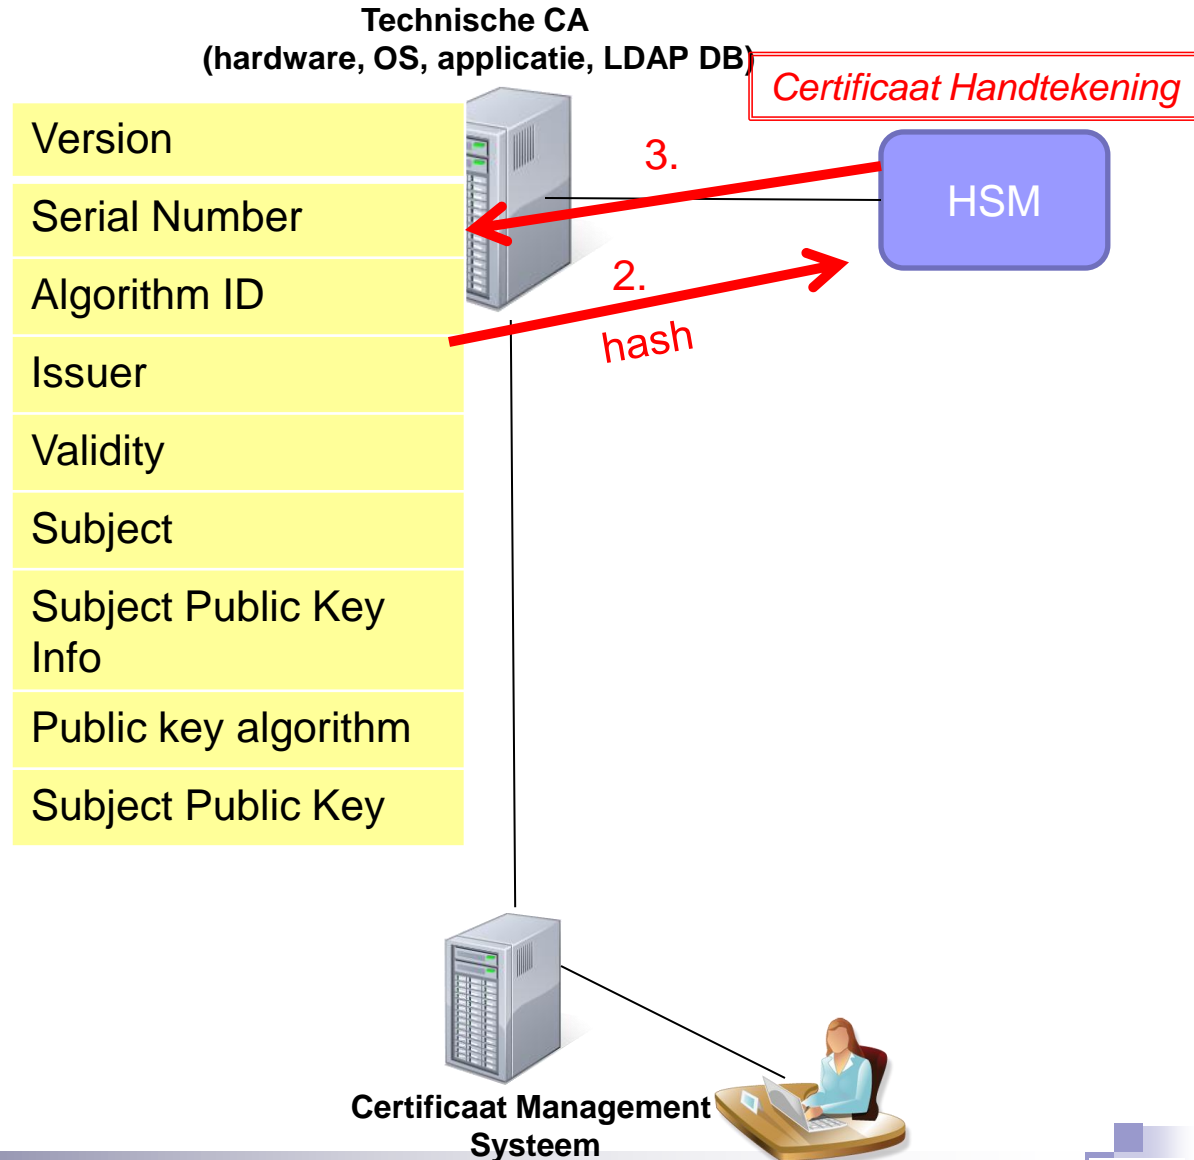 Technische CA
(hardware, OS, applicatie, LDAP DB)
Certificaat Handtekening
Version
3.
HSM
Serial Number
2.
Algorithm ID
hash
Issuer
Validity
Subject
Subject Public Key
Info
Public key algorithm
Subject Public Key
Certificaat Management
Systeem